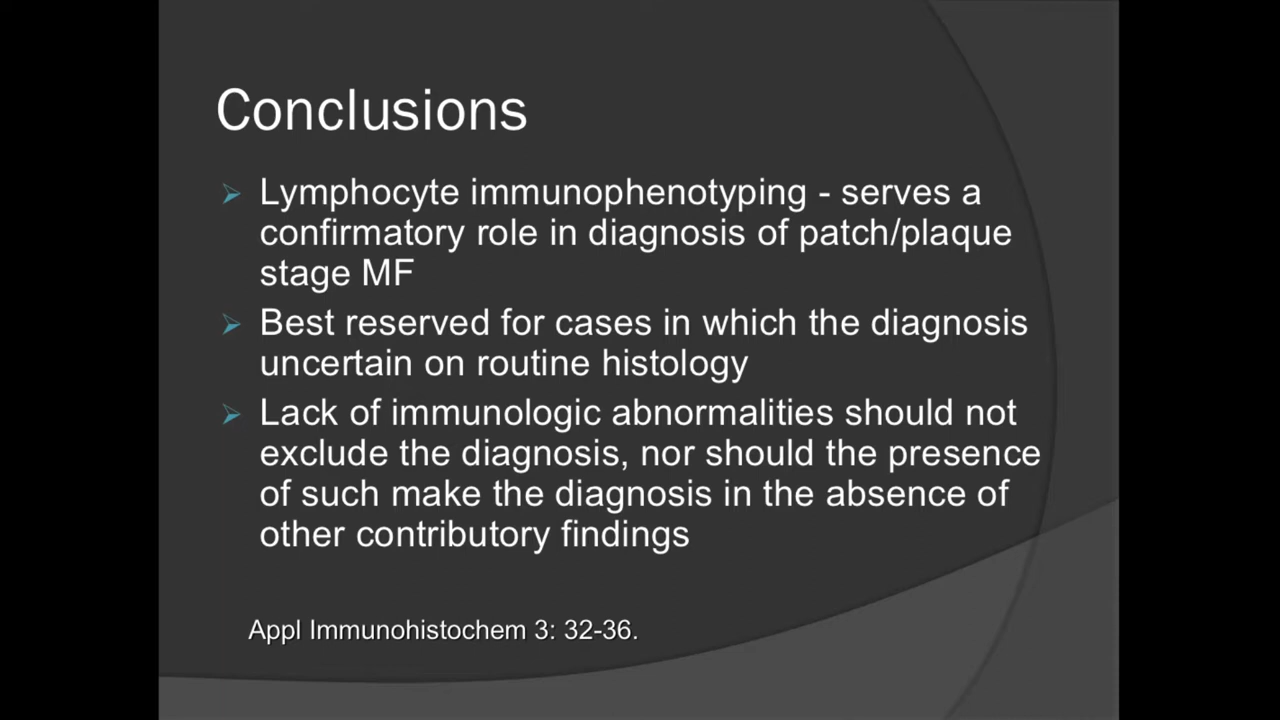 Conclusions
Lymphocyte immunophenotyping - serves a
confirmatory role in diagnosis of patch/plaque
stage MF
Best reserved for cases in which the diagnosis
uncertain on routine histology
Lack of immunologic abnormalities should not
exclude the diagnosis, nor should the presence
of such make the diagnosis in the absence of
other contributory findings
Appl Immunohistochem 3: 32-36.